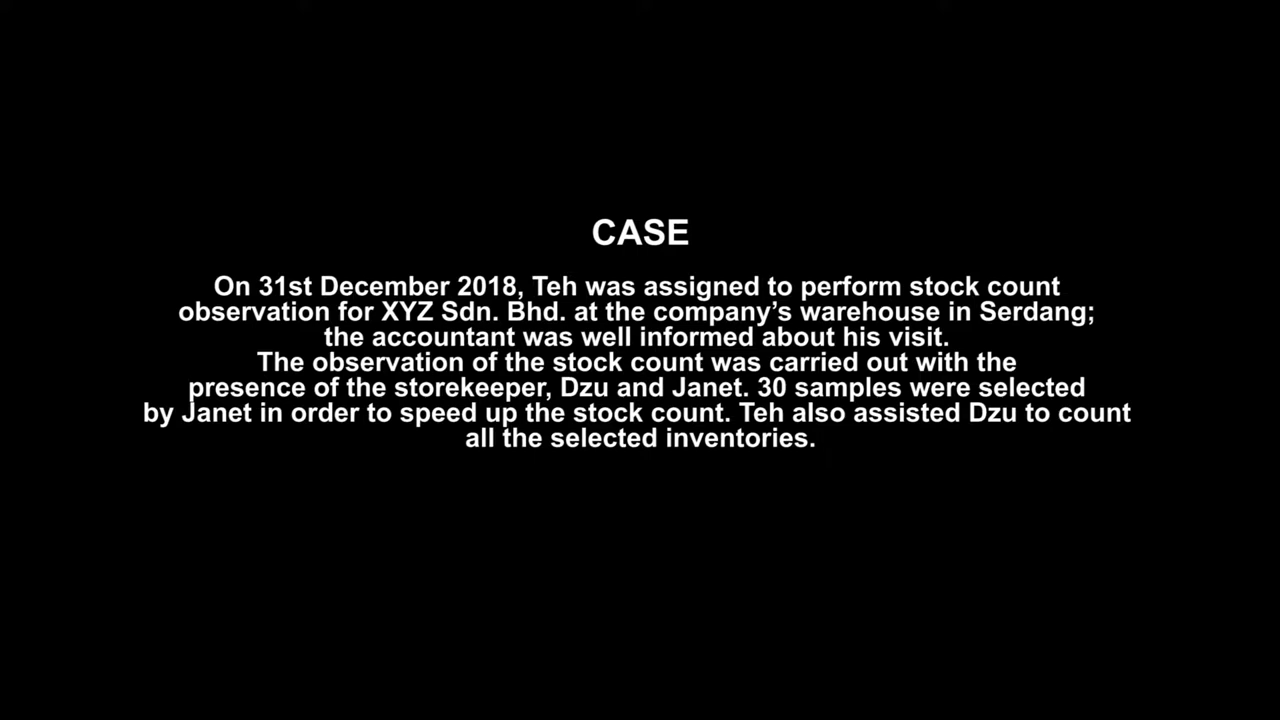 CASE
On 31st December 2018, Teh was assigned to perform stock count
observation for XYZ Sdn. Bhd. at the company's warehouse in Serdang;
the accountant was well informed about his visit.
The observation of the stock count was carried out with the
presence of the storekeeper, Dzu and Janet. 30 samples were selected
by Janet in order to speed up the stock count. Teh also assisted Dzu to count
all the selected inventories.